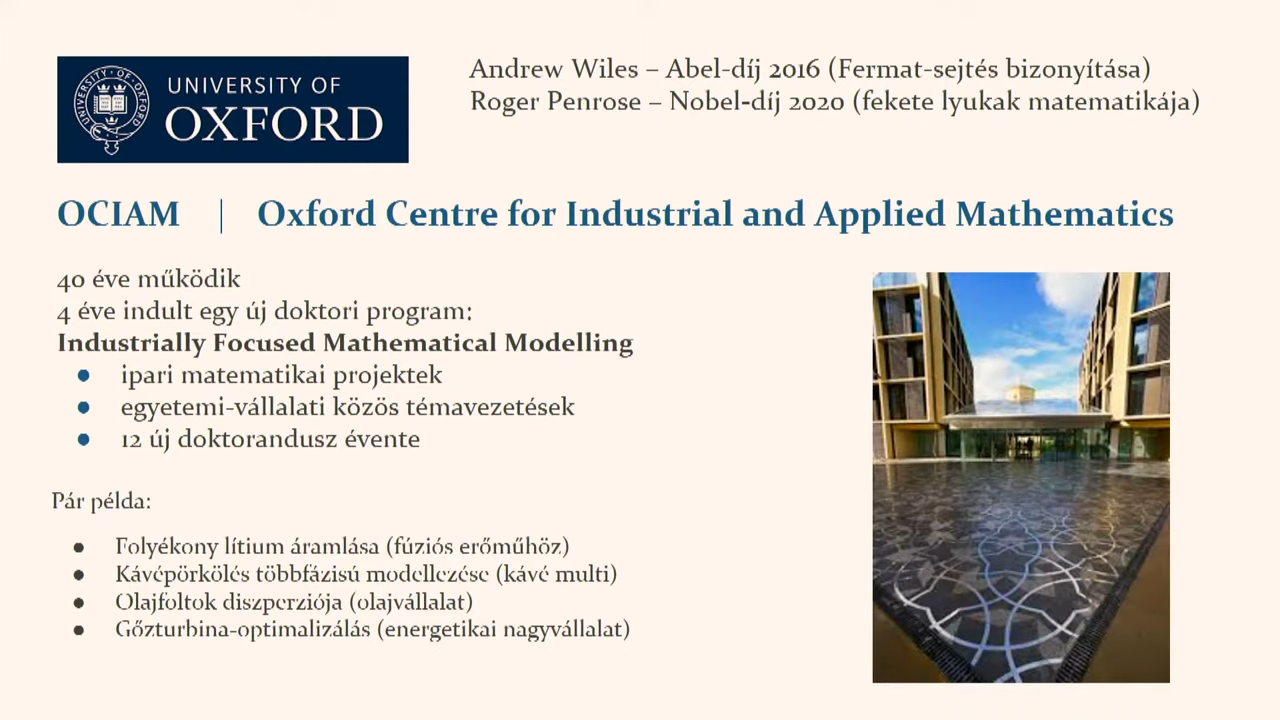 UNIVERSITY OF
OXFORD
Andrew Wiles – Abel-díj 2016 (Fermat-sejtés bizonyítása)
Roger Penrose – Nobel-díj 2020 (fekete lyukak matematikája)
OCIAM | Oxford Centre for Industrial and Applied Mathematics
40 éve működik
4 éve indult egy új doktori program:
Industrially Focused Mathematical Modelling
● ipari matematikai projektek
● egyetemi-vállalati közös témavezetések
● 12 új doktorandusz évente
Pár példa:
● Folyékony lítium áramlása (fúziós erőműhöz)
● Kávépörkölés többfázisú modellezése (kávé multi)
● Olajfoltok diszperziója (olajvállalat)
● Gőzturbina-optimalizálás (energetikai nagyvállalat)